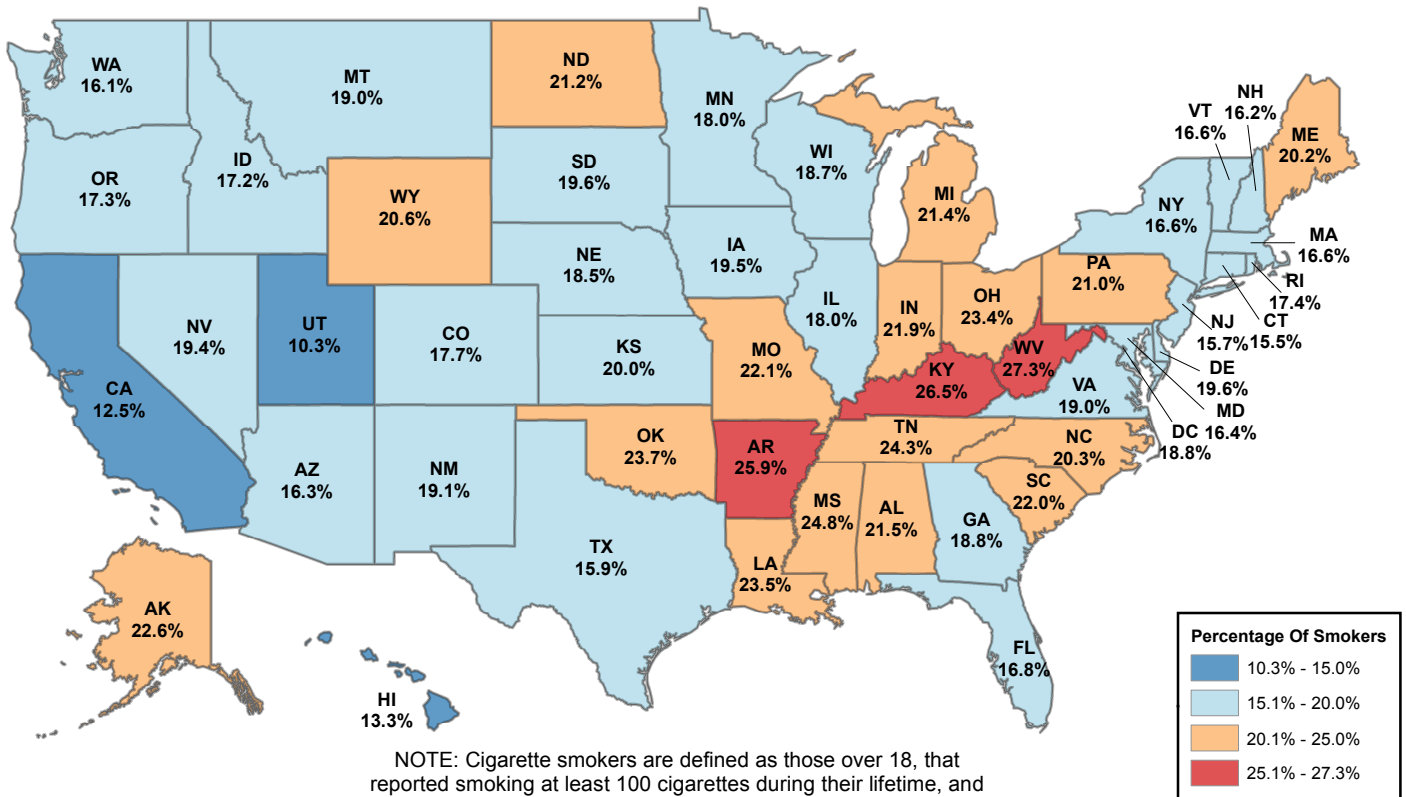 WA
16.1%
MT
19.0%
ND
21.2%
MN
18.0%
VT
16.6%
NH
16.2%
ME
20.2%
OR
17.3%
ID
17.2%
WY
20.6%
SD
19.6%
WI
18.7%
MI
21.4%
NY
16.6%
MA
16.6%
RI
17.4%
CT
15.5%
NJ
15.7%
PA
21.0%
NE
18.5%
IA
19.5%
IL
18.0%
IN
21.9%
OH
23.4%
NV
19.4%
UT
10.3%
CO
17.7%
KS
20.0%
MO
22.1%
KY
26.5%
WV
27.3%
VA
19.0%
DE
19.6%
MD
16.4%
DC
18.8%
CA
12.5%
AZ
16.3%
NM
19.1%
OK
23.7%
AR
25.9%
TN
24.3%
NC
20.3%
SC
22.0%
MS
24.8%
AL
21.5%
GA
18.8%
TX
15.9%
LA
23.5%
FL
16.8%
AK
22.6%
HI
13.3%
Percentage Of Smokers
10.3% - 15.0%
15.1% - 20.0%
20.1% - 25.0%
25.1% - 27.3%
NOTE: Cigarette smokers are defined as those over 18, that
reported smoking at least 100 cigarettes during their lifetime, and